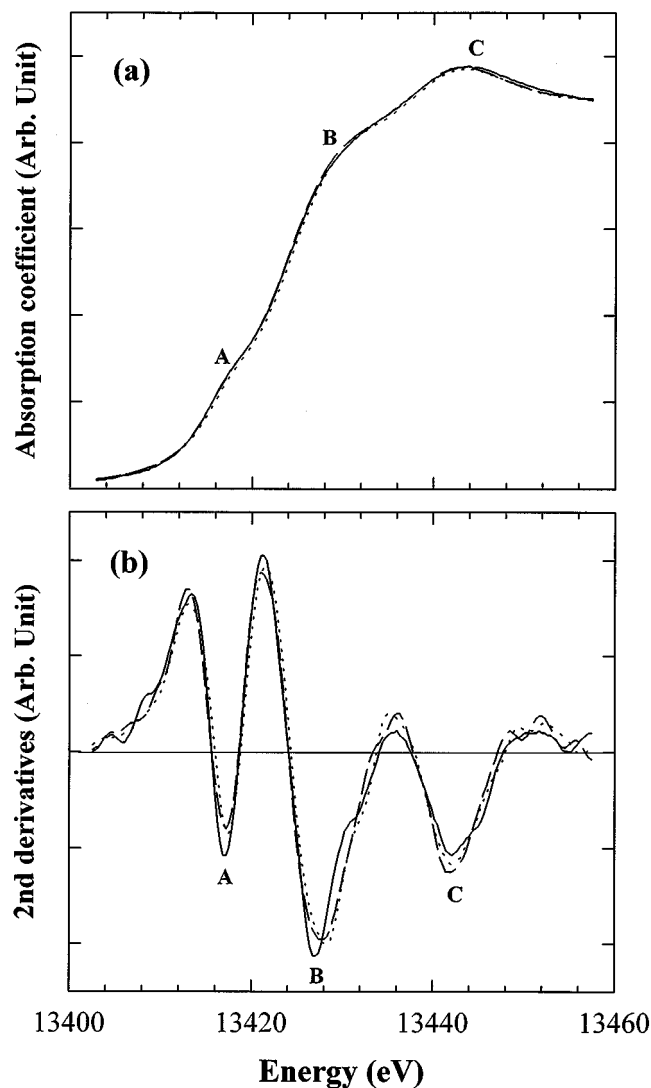 (a)
C
B
A
Absorption coefficient (Arb. Unit)
(b)
A
B
C
2nd derivatives (Arb. Unit)
13400
13420
13440
13460
Energy (eV)